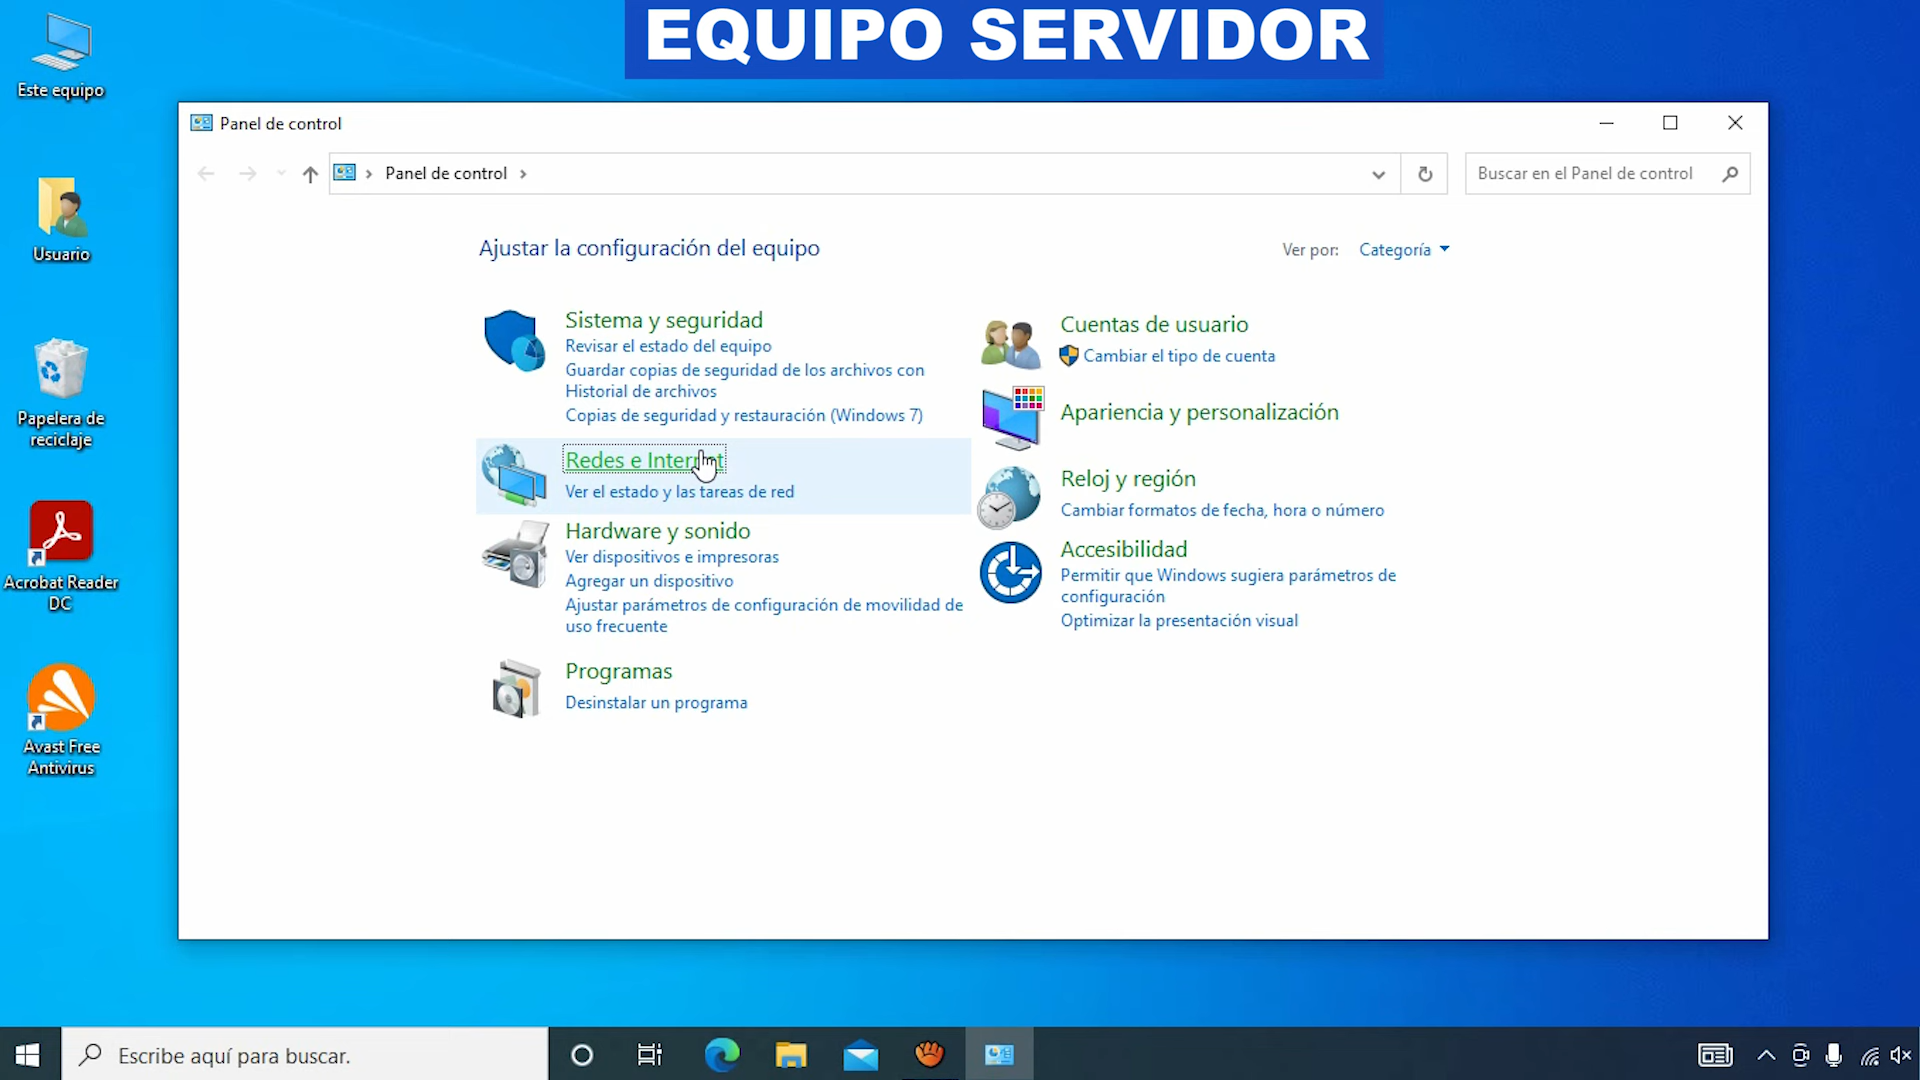 EQUIPO SERVIDOR
Este equipo
Usuario
Papelera de
reciclaje
Acrobat Reader
DC
Avast Free
Antivirus
Panel de control
Panel de control
Buscar en el Panel de control
Ajustar la configuración del equipo
Ver por: Categoría
Sistema y seguridad
Revisar el estado del equipo
Guardar copias de seguridad de los archivos con
Historial de archivos
Copias de seguridad y restauración (Windows 7)
Redes e Internet
Ver el estado y las tareas de red
Hardware y sonido
Ver dispositivos e impresoras
Agregar un dispositivo
Ajustar parámetros de configuración de movilidad de
uso frecuente
Programas
Desinstalar un programa
Cuentas de usuario
Cambiar el tipo de cuenta
Apariencia y personalización
Reloj y región
Cambiar formatos de fecha, hora o número
Accesibilidad
Permitir que Windows sugiera parámetros de
configuración
Optimizar la presentación visual
Escribe aquí para buscar.